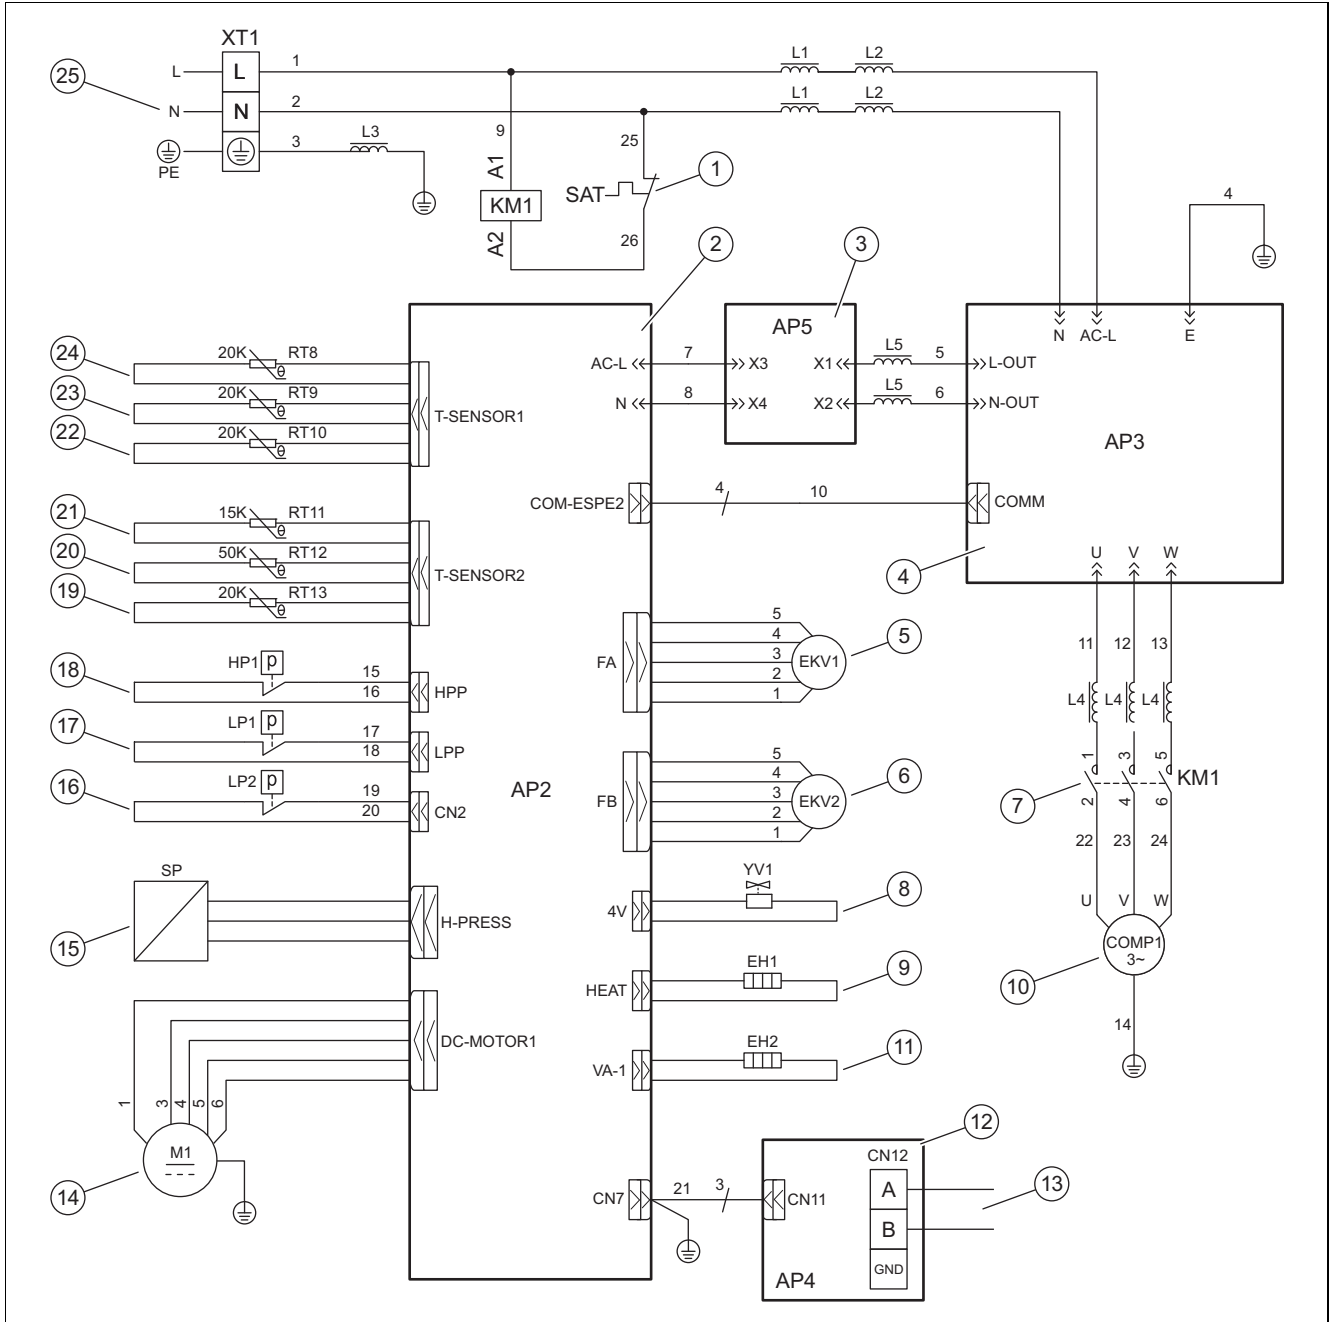 XT1
25
L
L
1
L1
L2
N
N
2
L1
L2
PE
3
L3
9
A1
KM1
A2
25
SAT
26
1
4
2
3
AP5
N
AC-L
E
24
20K
RT8
23
20K
RT9
22
20K
RT10
T-SENSOR1
AC-L
7
X3
X1
L5
5
L-OUT
N
8
X4
X2
L5
6
N-OUT
AP3
21
15K
RT11
20
50K
RT12
19
20K
RT13
T-SENSOR2
COM-ESPE2
4
10
COMM
4
U
V
W
18
HP1
p
15
16
HPP
17
LP1
p
17
18
LPP
16
LP2
p
19
20
CN2
AP2
FA
5
4
3
2
1
EKV1
5
FB
5
4
3
2
1
EKV2
6
11
12
13
L4
L4
L4
1
3
5
KM1
7
2
4
6
22
23
24
U
V
W
COMP1
3~
10
14
SP
15
H-PRESS
4V
YV1
8
HEAT
EH1
9
DC-MOTOR1
VA-1
EH2
11
1
3
4
5
6
M1
14
CN7
21
3
CN11
12
CN12
A
B
GND
13
AP4